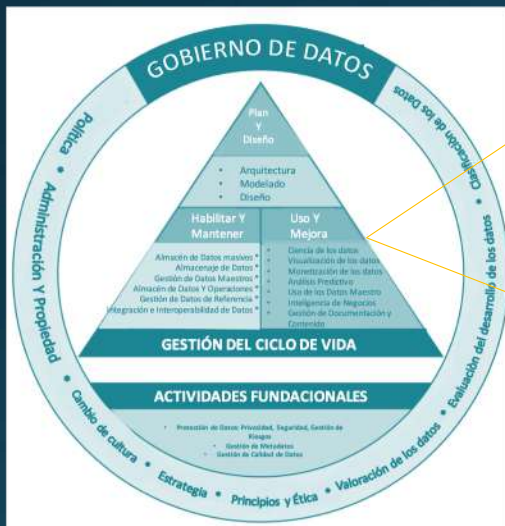 GOBIERNO DE DATOS
Plan
Y
Diseño
• Arquitectura
• Modelado
• Diseño
Habilitar Y
Mantener
Almacén de Datos masivos *
Almacenaje de Datos *
Gestión de Datos Maestros *
Almacén de Datos Y Operaciones *
Gestión de Datos de Referencia *
Integración e Interoperabilidad de Datos *
Uso Y
Mejora
• Ciencia de los datos
• Visualización de los datos
• Monetización de los datos
• Análisis Predictivo
• Uso de los Datos Maestro
• Inteligencia de Negocios
• Gestión de Documentación y
Contenido
GESTIÓN DEL CICLO DE VIDA
ACTIVIDADES FUNDACIONALES
• Protección de Datos: Privacidad, Seguridad, Gestión de
Riesgos
• Gestión de Metadatos
• Gestión de Calidad de Datos
Política • Administración Y Propiedad • Cambio de cultura • Estrategia • Principios y Ética • Valoración de los datos • Evaluación del desarrollo de los datos • Clasificación de los Datos